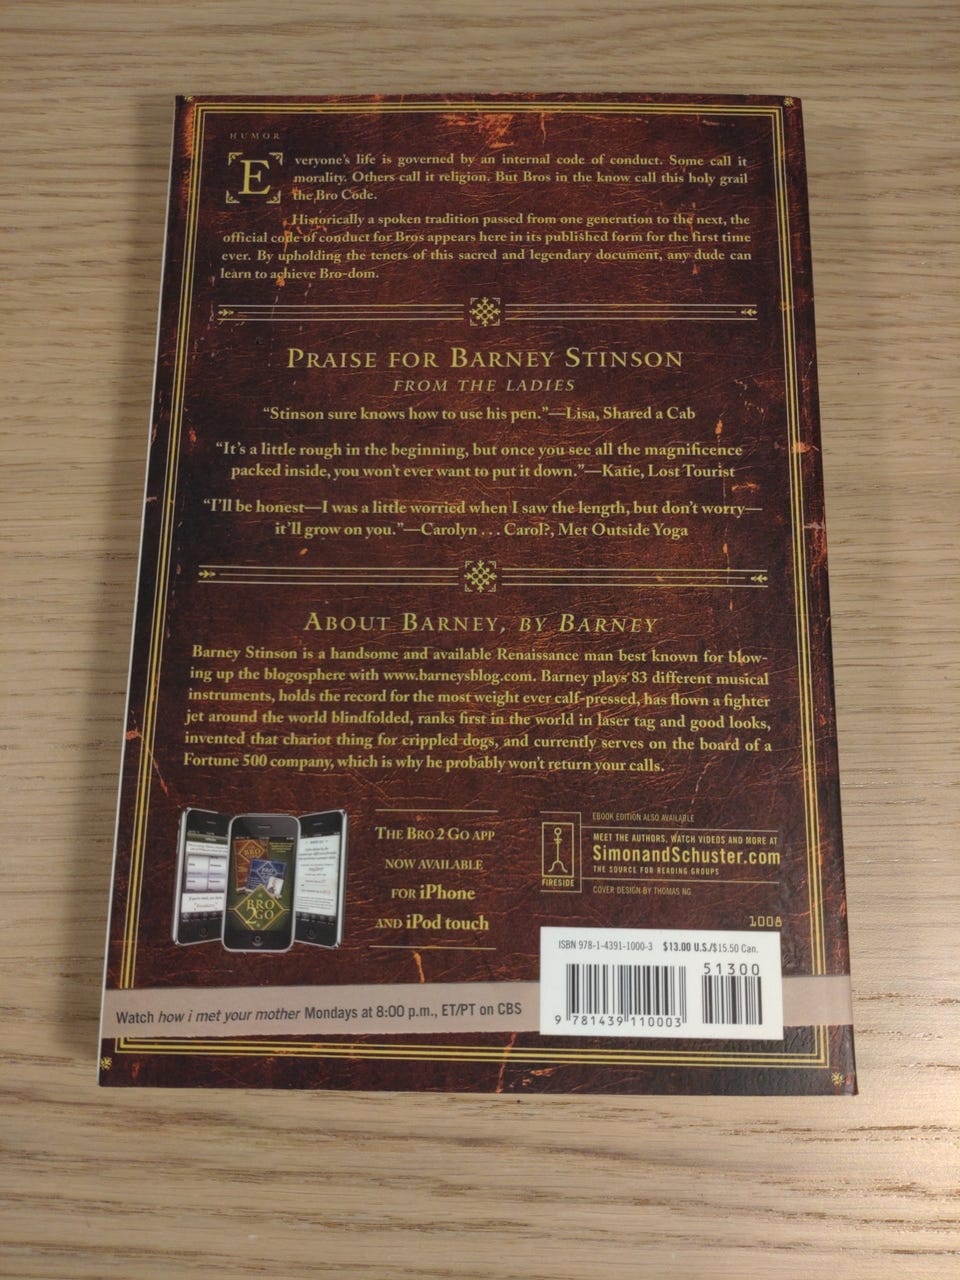 HUMOR
Everyone's life is governed by an internal code of conduct. Some call it
morality. Others call it religion. But Bros in the know call this holy grail
the Bro Code.
Historically a spoken tradition passed from one generation to the next, the
official code of conduct for Bros appears here in its published form for the first time
ever. By upholding the tenets of this sacred and legendary document, any dude can
learn to achieve Bro-dom.
PRAISE FOR BARNEY STINSON
FROM THE LADIES
“Stinson sure knows how to use his pen.”—Lisa, Shared a Cab
“It's a little rough in the beginning, but once you see all the magnificence
packed inside, you won't ever want to put it down.”—Katie, Lost Tourist
“I'll be honest—I was a little worried when I saw the length, but don't worry—
it'll grow on you.”—Carolyn . . . Carol?, Met Outside Yoga
ABOUT BARNEY, BY BARNEY
Barney Stinson is a handsome and available Renaissance man best known for blow-
ing up the blogosphere with www.barneysblog.com. Barney plays 83 different musical
instruments, holds the record for the most weight ever calf-pressed, has flown a fighter
jet around the world blindfolded, ranks first in the world in laser tag and good looks,
invented that chariot thing for crippled dogs, and currently serves on the board of a
Fortune 500 company, which is why he probably won't return your calls.
BRO
2
GO
THE BRO 2 GO APP
NOW AVAILABLE
FOR iPhone
AND iPod touch
FIRESIDE
EBOOK EDITION ALSO AVAILABLE
MEET THE AUTHORS, WATCH VIDEOS AND MORE AT
SimonandSchuster.com
THE SOURCE FOR READING GROUPS
COVER DESIGN BY THOMAS NG
1008
ISBN 978-1-4391-1000-3 $13.00 U.S./$15.50 Can.
51300
9 781439 110003
Watch how i met your mother Mondays at 8:00 p.m., ET/PT on CBS